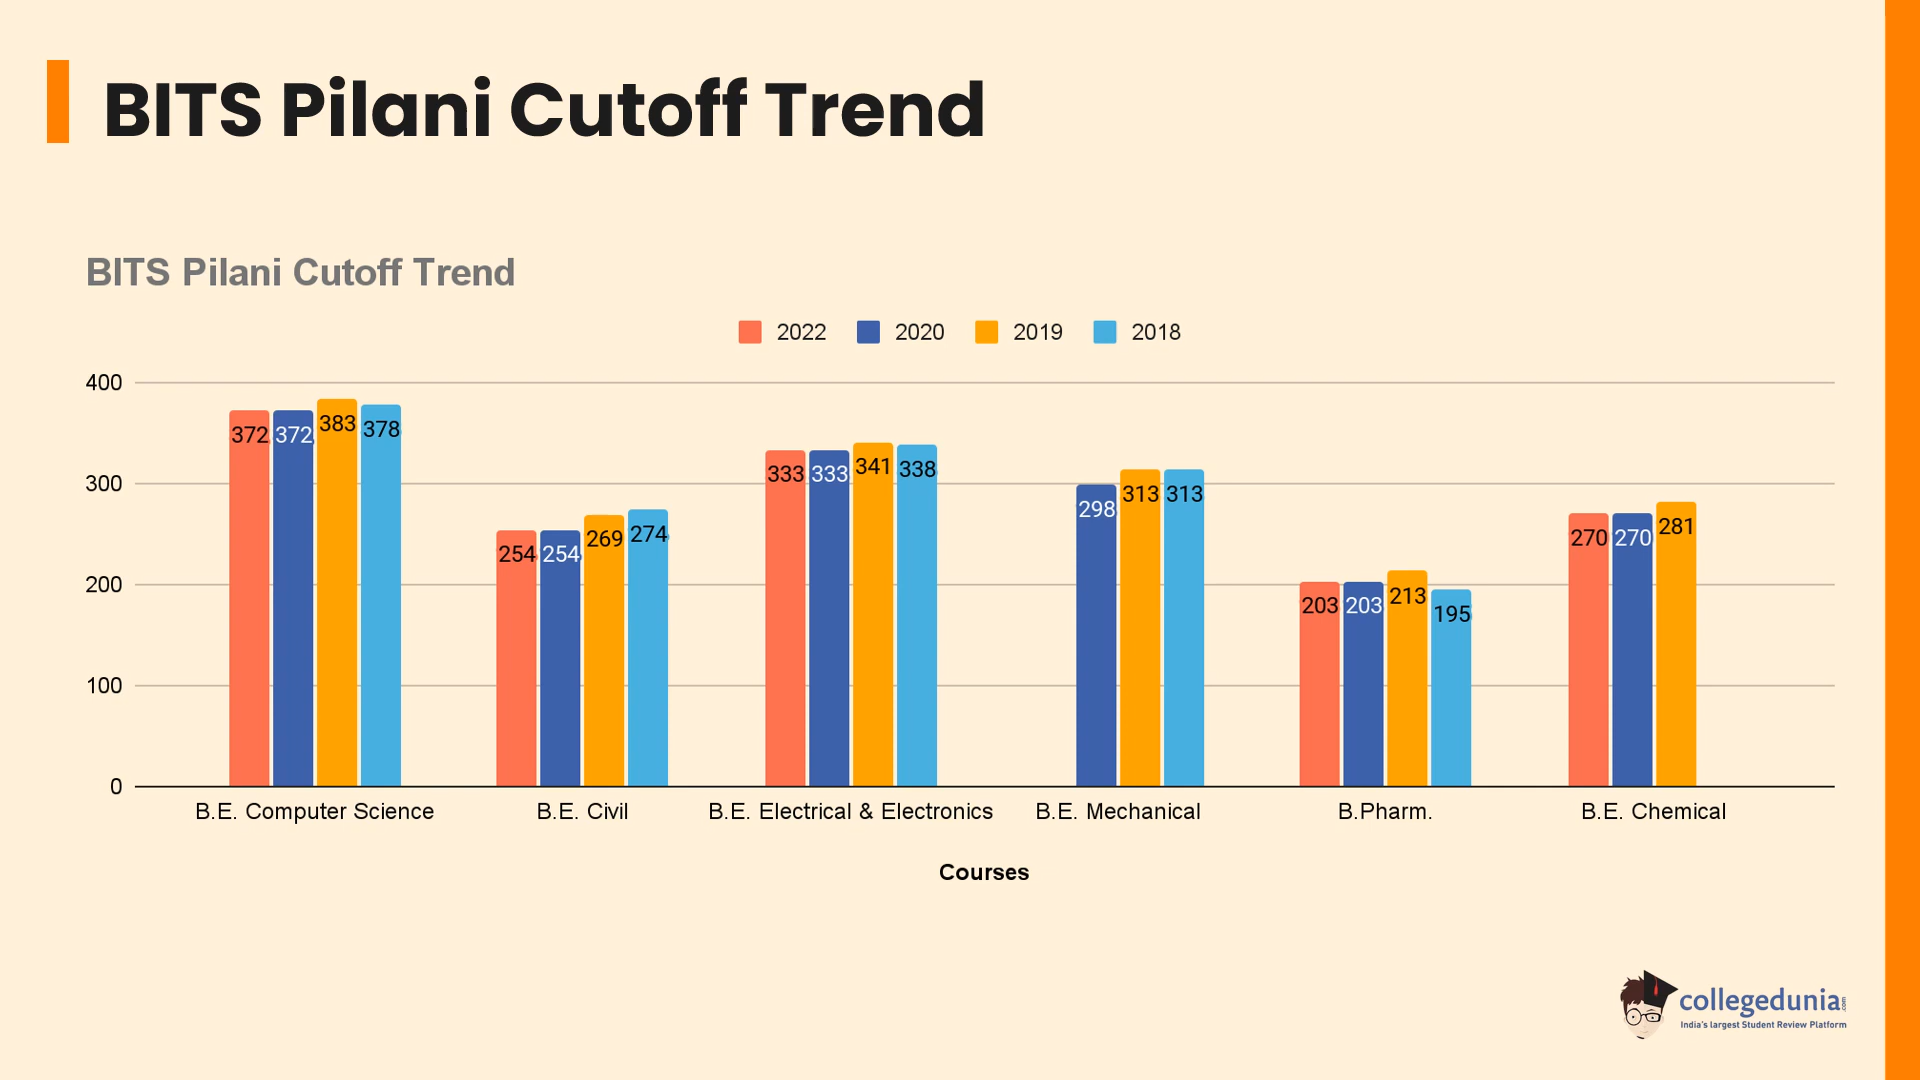 BITS Pilani Cutoff Trend
BITS Pilani Cutoff Trend
2022 2020 2019 2018
400
300
200
100
0
372 372 383 378
254 254 269 274
333 333 341 338
298 313 313
203 203 213 195
270 270 281
B.E. Computer Science B.E. Civil B.E. Electrical & Electronics B.E. Mechanical B.Pharm. B.E. Chemical
Courses
collegedunia.com
India's largest Student Review Platform